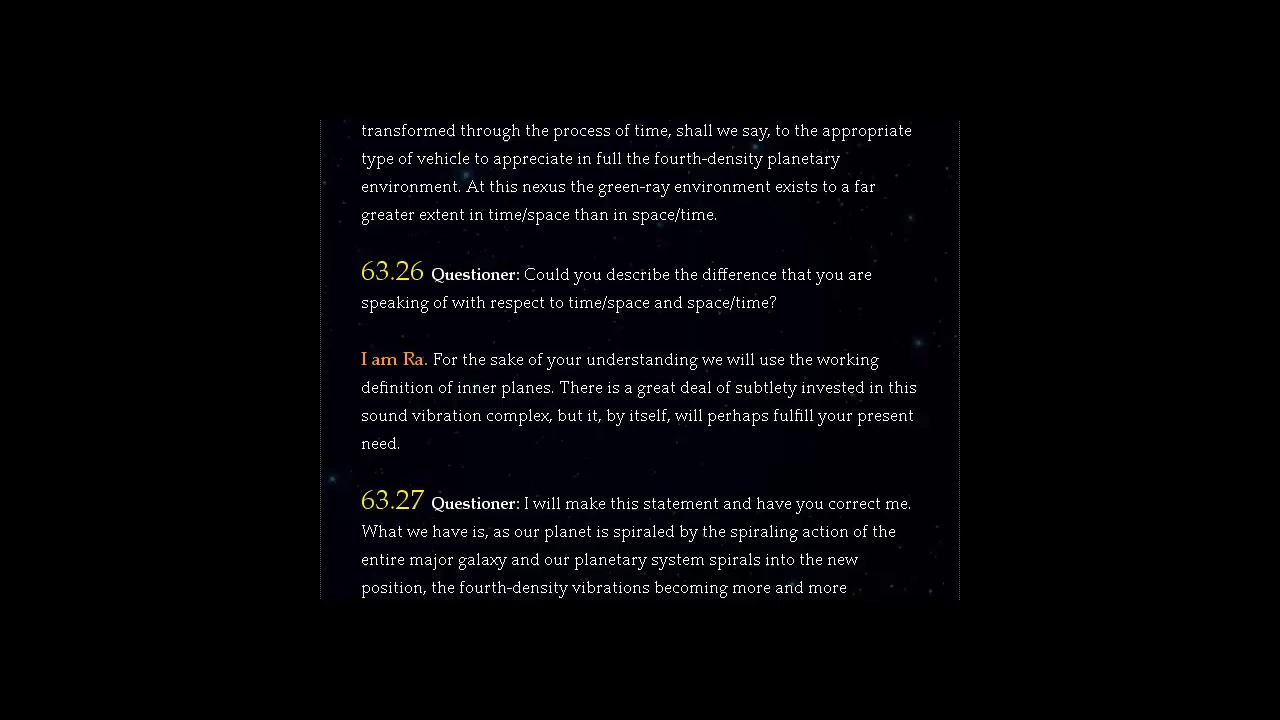 transformed through the process of time, shall we say, to the appropriate
type of vehicle to appreciate in full the fourth-density planetary
environment. At this nexus the green-ray environment exists to a far
greater extent in time/space than in space/time.
63.26 Questioner: Could you describe the difference that you are
speaking of with respect to time/space and space/time?
I am Ra. For the sake of your understanding we will use the working
definition of inner planes. There is a great deal of subtlety invested in this
sound vibration complex, but it, by itself, will perhaps fulfill your present
need.
63.27 Questioner: I will make this statement and have you correct me.
What we have is, as our planet is spiraled by the spiraling action of the
entire major galaxy and our planetary system spirals into the new
position, the fourth-density vibrations becoming more and more